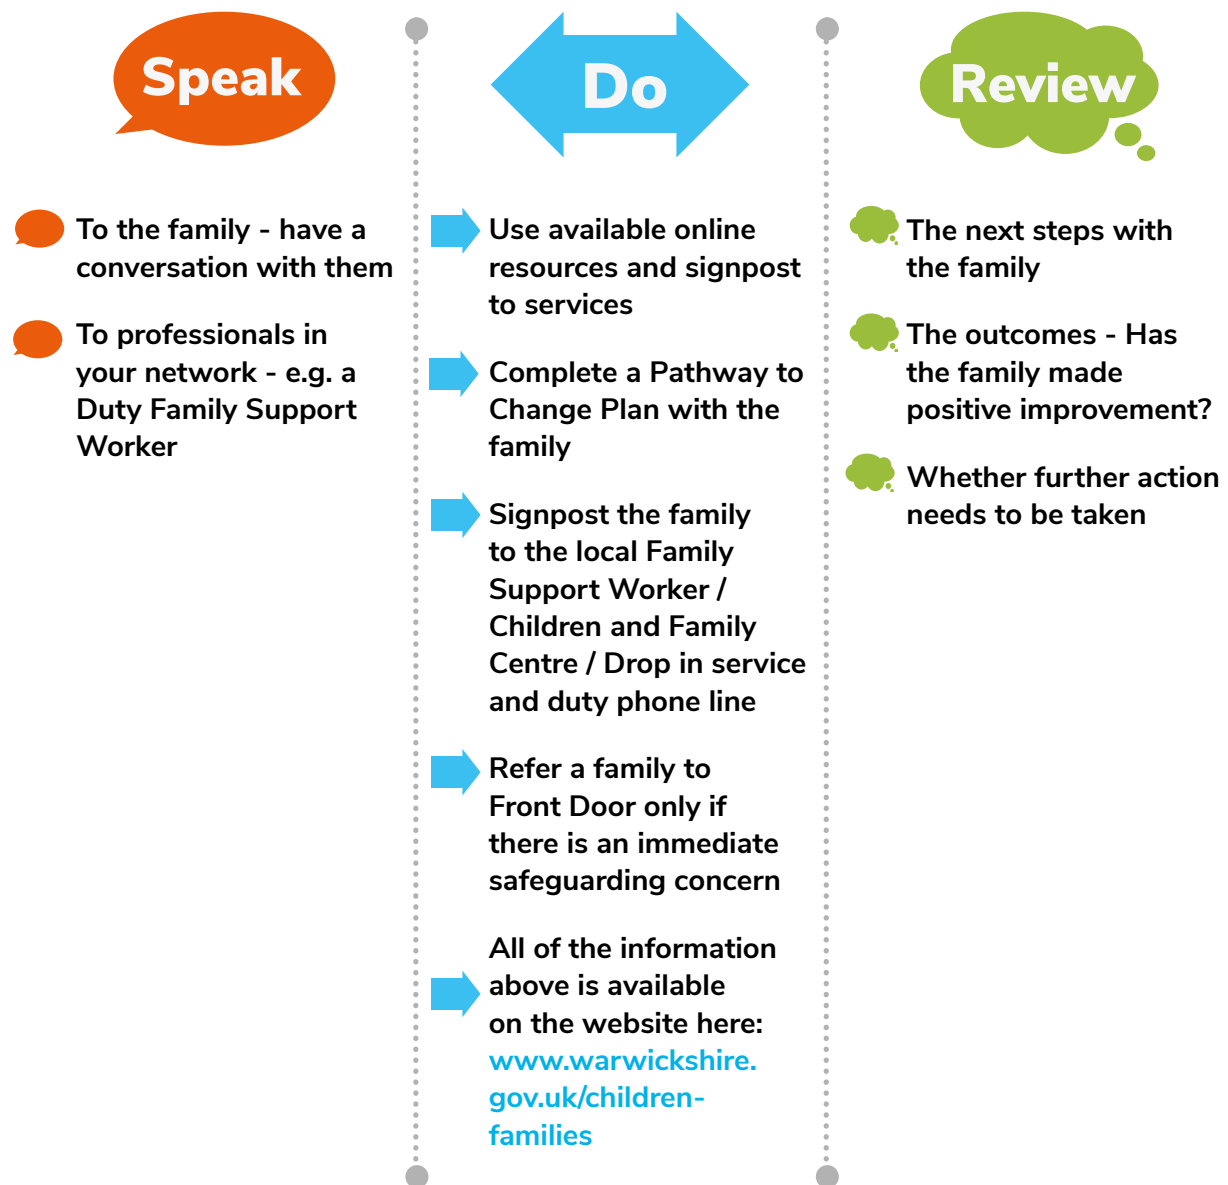 Speak
To the family - have a
conversation with them
To professionals in
your network - e.g. a
Duty Family Support
Worker
Do
Use available online
resources and signpost
to services
Complete a Pathway to
Change Plan with the
family
Signpost the family
to the local Family
Support Worker /
Children and Family
Centre / Drop in service
and duty phone line
Refer a family to
Front Door only if
there is an immediate
safeguarding concern
All of the information
above is available
on the website here:
www.warwickshire.
gov.uk/children-
families
Review
The next steps with
the family
The outcomes - Has
the family made
positive improvement?
Whether further action
needs to be taken